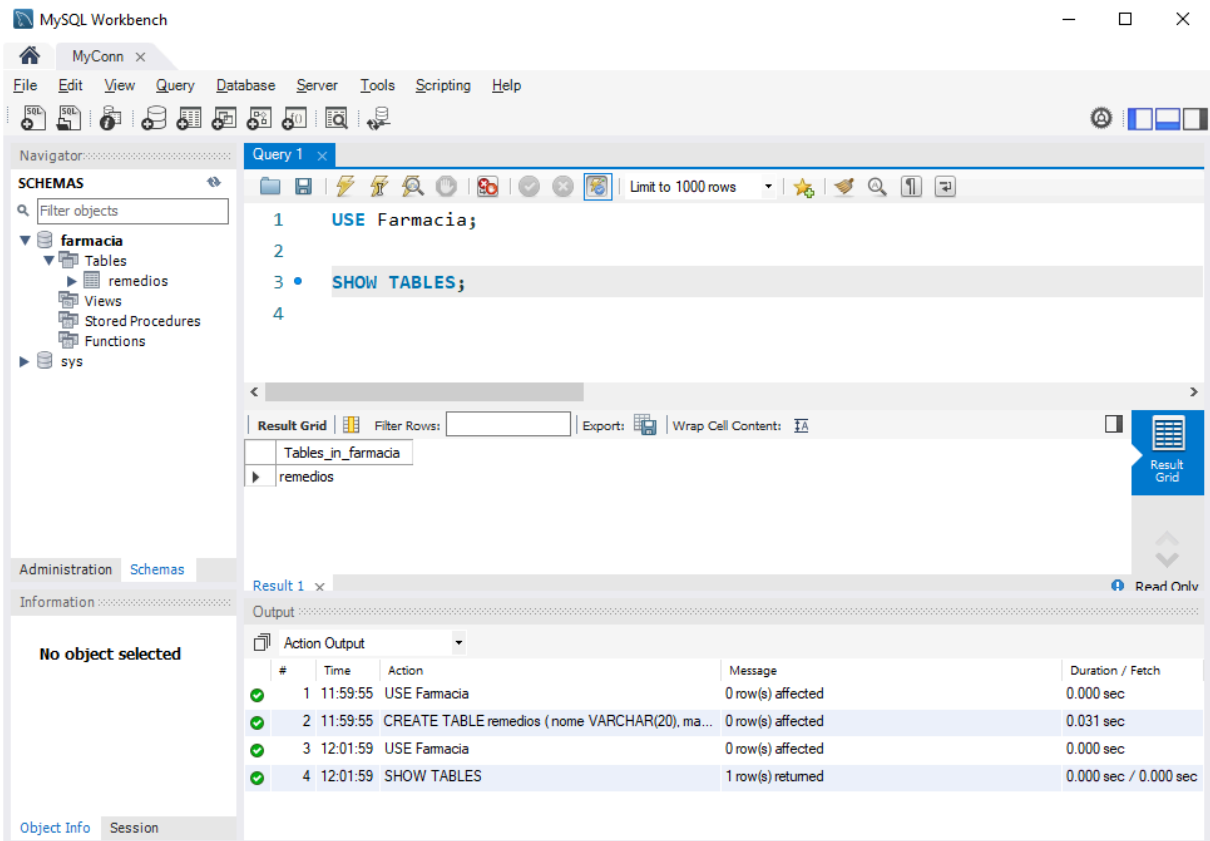 MySQL Workbench
MyConn
File Edit View Query Database Server Tools Scripting Help
Navigator
SCHEMAS
Filter objects
farmacia
Tables
remedios
Views
Stored Procedures
Functions
sys
Administration Schemas
Information
No object selected
Object Info Session
Query 1
Limit to 1000 rows
1 USE Farmacia;
2
3 SHOW TABLES;
4
Result Grid Filter Rows: Export: Wrap Cell Content: IA
Tables_in_farmacia
remedios
Result
Grid
Result 1 Read Only
Output
Action Output
# Time Action Message Duration / Fetch
1 11:59:55 USE Farmacia 0 row(s) affected 0.000 sec
2 11:59:55 CREATE TABLE remedios ( nome VARCHAR(20), ma... 0 row(s) affected 0.031 sec
3 12:01:59 USE Farmacia 0 row(s) affected 0.000 sec
4 12:01:59 SHOW TABLES 1 row(s) returned 0.000 sec / 0.000 sec